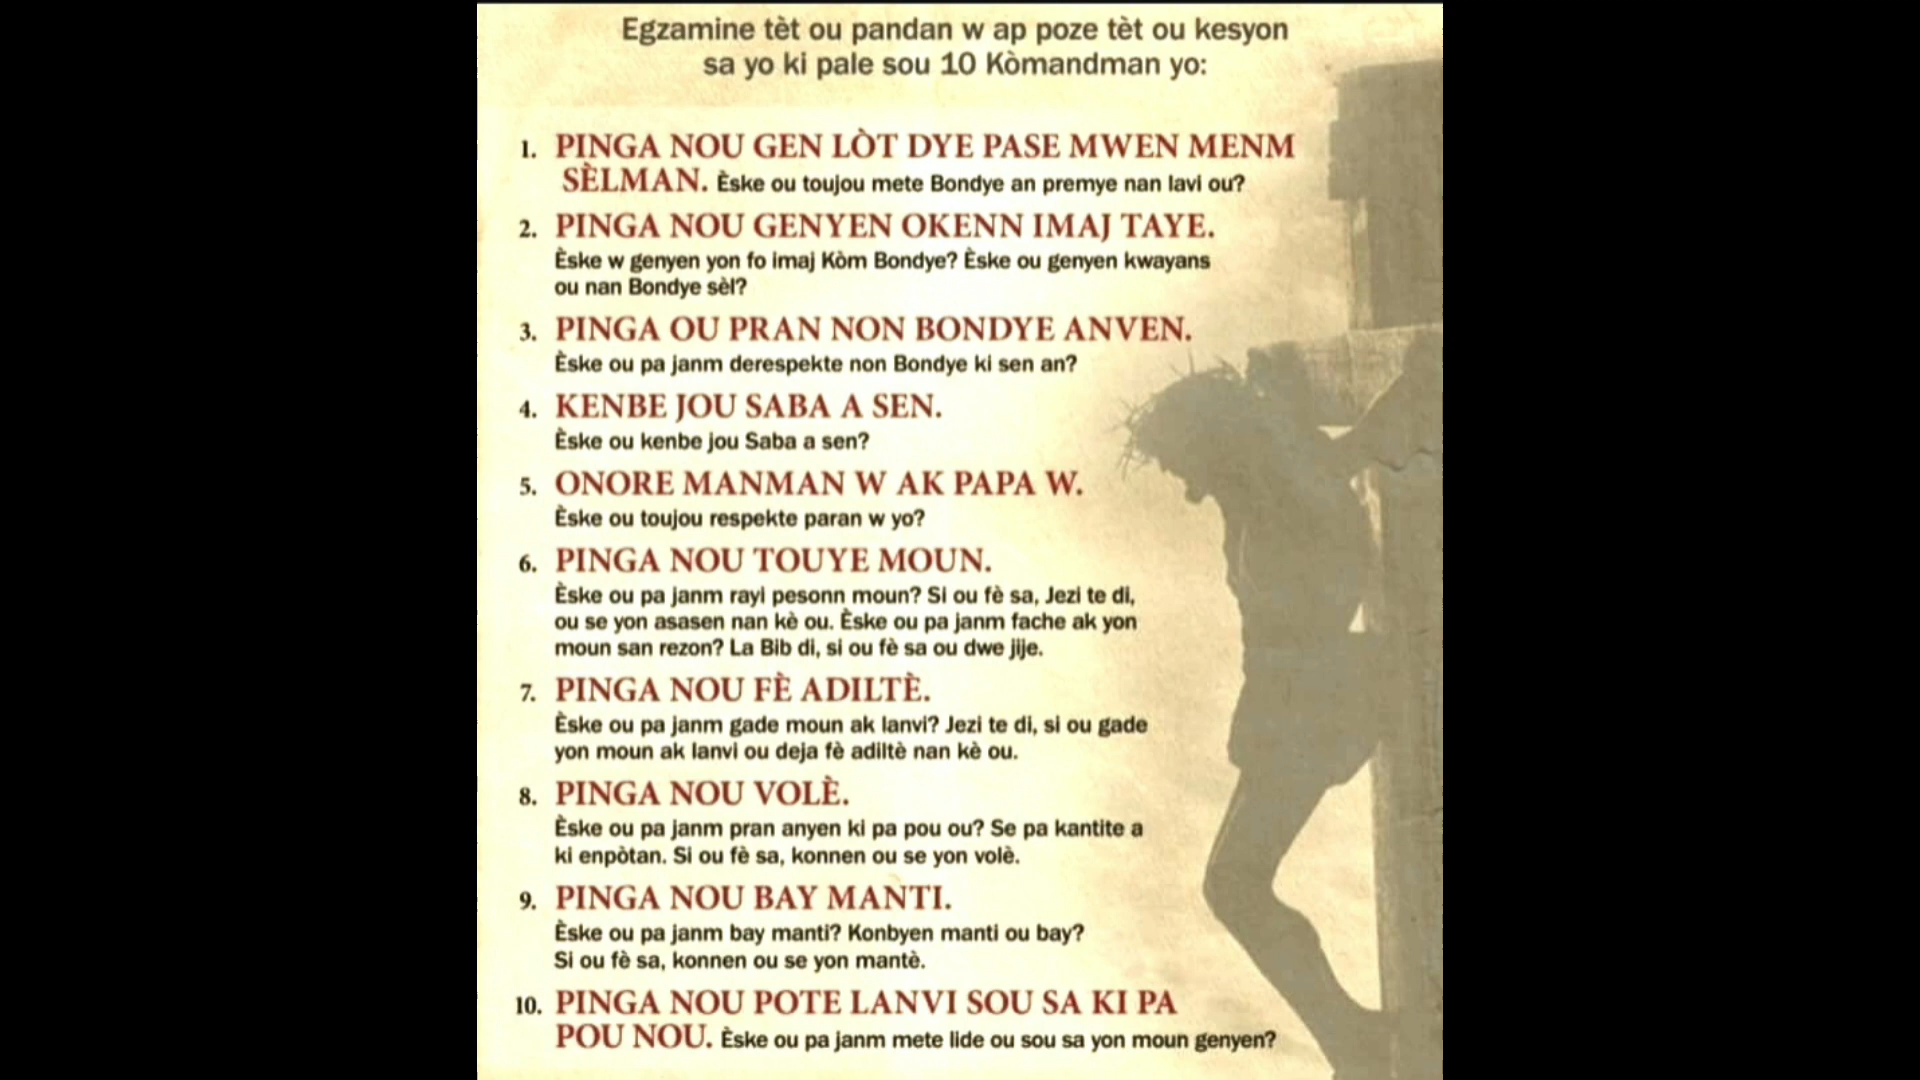 Egzamine tèt ou pandan w ap poze tèt ou kesyon
sa yo ki pale sou 10 Kòmandman yo:
1. PINGA NOU GEN LÒT DYE PASE MWEN MENM
SÈLMAN. Èske ou toujou mete Bondye an premye nan lavi ou?
2. PINGA NOU GENYEN OKENN IMAJ TAYE.
Èske w genyen yon fo imaj Kòm Bondye? Èske ou genyen kwayans
ou nan Bondye sèl?
3. PINGA OU PRAN NON BONDYE ANVEN.
Èske ou pa janm derespekte non Bondye ki sen an?
4. KENBE JOU SABA A SEN.
Èske ou kenbe jou Saba a sen?
5. ONORE MANMAN W AK PAPA W.
Èske ou toujou respekte paran w yo?
6. PINGA NOU TOUYE MOUN.
Èske ou pa janm rayi pesonn moun? Si ou fè sa, Jezi te di,
ou se yon asasen nan kè ou. Èske ou pa janm fache ak yon
moun san rezon? La Bib di, si ou fè sa ou dwe jije.
7. PINGA NOU FÈ ADILTÈ.
Èske ou pa janm gade moun ak lanvi? Jezi te di, si ou gade
yon moun ak lanvi ou deja fè adiltè nan kè ou.
8. PINGA NOU VOLÈ.
Èske ou pa janm pran anyen ki pa pou ou? Se pa kantite a
ki enpòtan. Si ou fè sa, konnen ou se yon volè.
9. PINGA NOU BAY MANTI.
Èske ou pa janm bay manti? Konbyen manti ou bay?
Si ou fè sa, konnen ou se yon mantè.
10. PINGA NOU POTE LANVI SOU SA KI PA
POU NOU. Èske ou pa janm mete lide ou sou sa yon moun genyen?